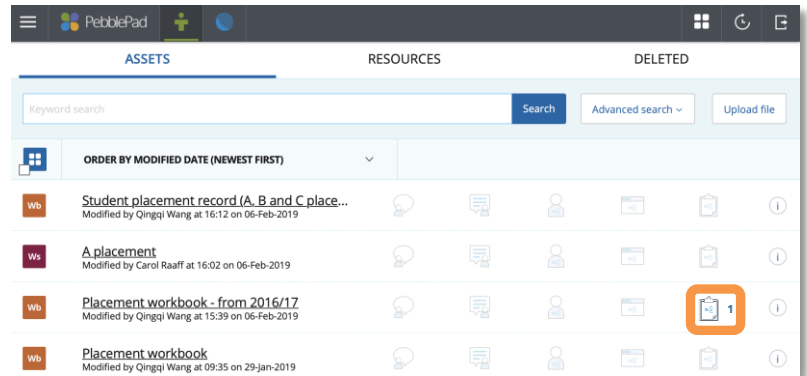 PebblePad
ASSETS RESOURCES DELETED
Keyword search Search Advanced search Upload file
ORDER BY MODIFIED DATE (NEWEST FIRST)
Wb Student placement record (A, B and C place... i
Modified by Qingqi Wang at 16:12 on 06-Feb-2019
Ws A placement i
Modified by Carol Raaff at 16:02 on 06-Feb-2019
Wb Placement workbook - from 2016/17 1 i
Modified by Qingqi Wang at 15:39 on 06-Feb-2019
Wb Placement workbook i
Modified by Qingqi Wang at 09:35 on 29-Jan-2019